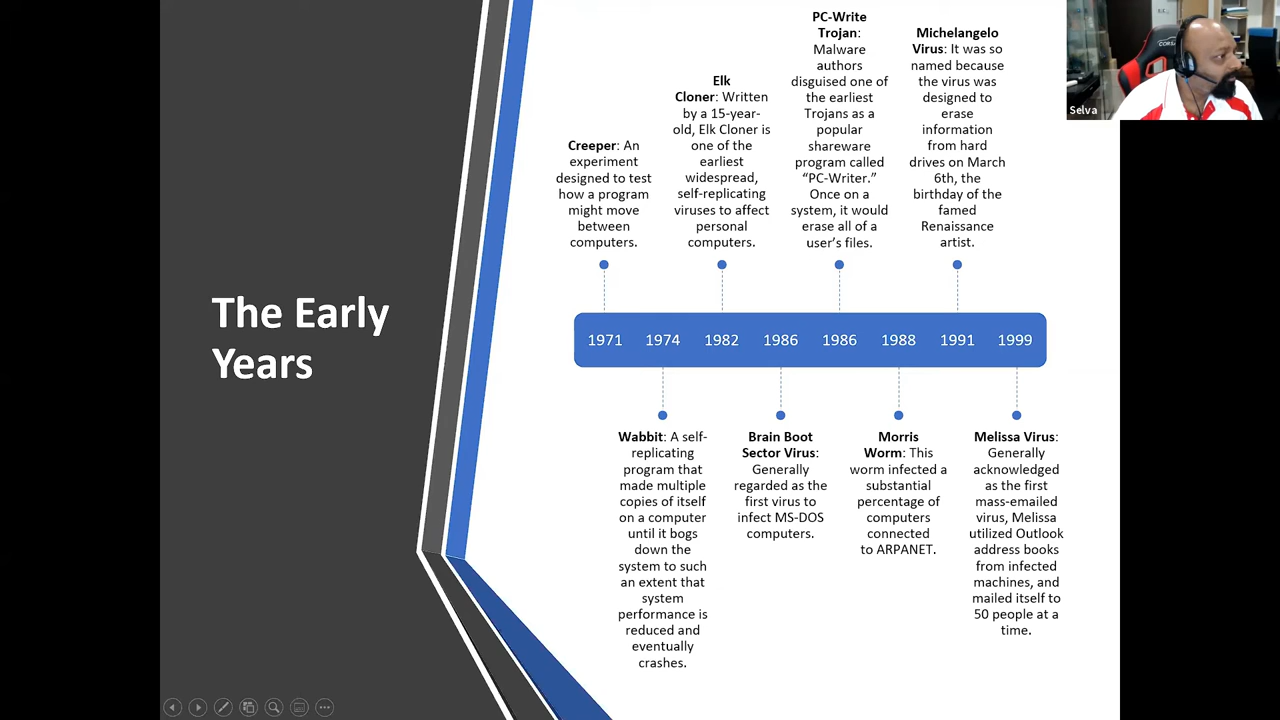 The Early
Years
Creeper: An
experiment
designed to test
how a program
might move
between
computers.
Elk
Cloner: Written
by a 15-year-
old, Elk Cloner is
one of the
earliest
widespread,
self-replicating
viruses to affect
personal
computers.
PC-Write
Trojan:
Malware
authors
disguised one of
the earliest
Trojans as a
popular
shareware
program called
“PC-Writer.”
Once on a
system, it would
erase all of a
user’s files.
Michelangelo
Virus: It was so
named because
the virus was
designed to
erase
information
from hard
drives on March
6th, the
birthday of the
famed
Renaissance
artist.
1971 1974 1982 1986 1986 1988 1991 1999
Wabbit: A self-
replicating
program that
made multiple
copies of itself
on a computer
until it bogs
down the
system to such
an extent that
system
performance is
reduced and
eventually
crashes.
Brain Boot
Sector Virus:
Generally
regarded as the
first virus to
infect MS-DOS
computers.
Morris
Worm: This
worm infected a
substantial
percentage of
computers
connected
to ARPANET.
Melissa Virus:
Generally
acknowledged
as the first
mass-emailed
virus, Melissa
utilized Outlook
address books
from infected
machines, and
mailed itself to
50 people at a
time.
Selva